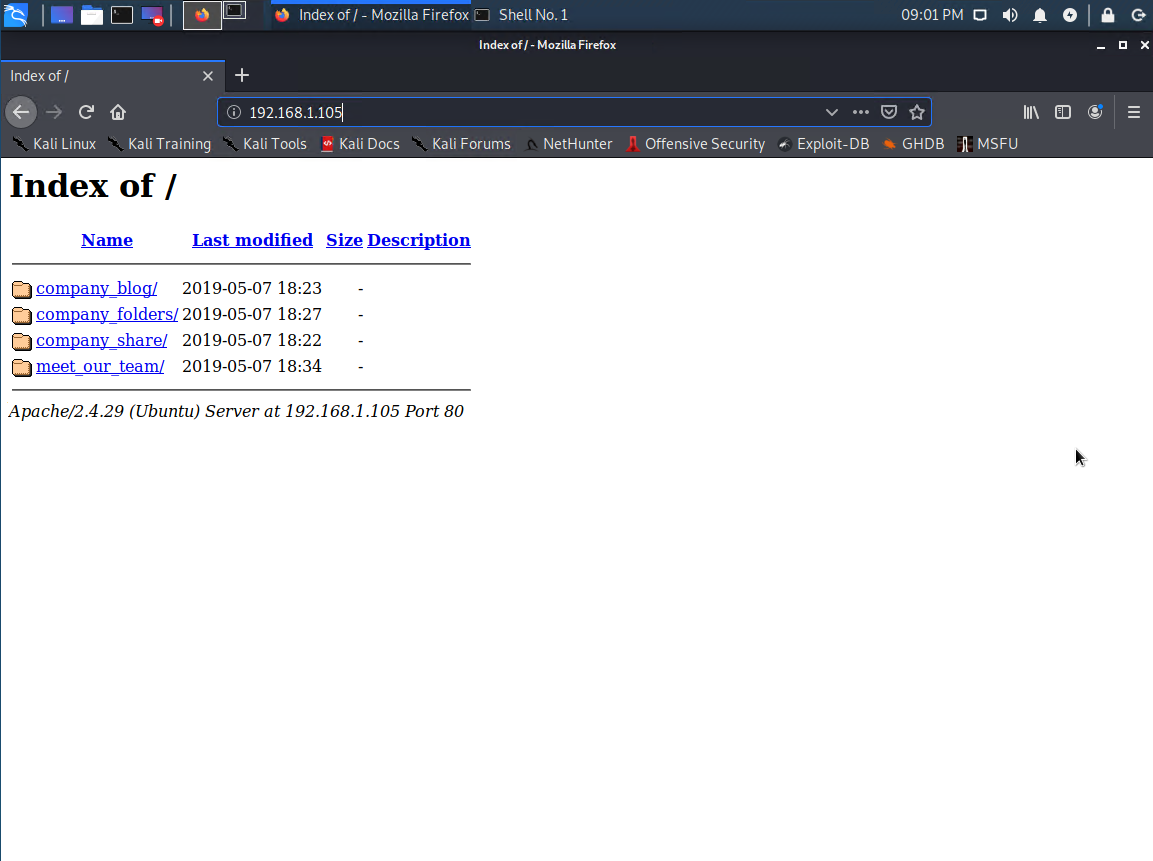 Index of / - Mozilla Firefox Shell No. 1 09:01 PM
Index of / - Mozilla Firefox
Index of /
192.168.1.105
Kali Linux Kali Training Kali Tools Kali Docs Kali Forums NetHunter Offensive Security Exploit-DB GHDB MSFU
Index of /
Name Last modified Size Description
company_blog/ 2019-05-07 18:23 -
company_folders/ 2019-05-07 18:27 -
company_share/ 2019-05-07 18:22 -
meet_our_team/ 2019-05-07 18:34 -
Apache/2.4.29 (Ubuntu) Server at 192.168.1.105 Port 80